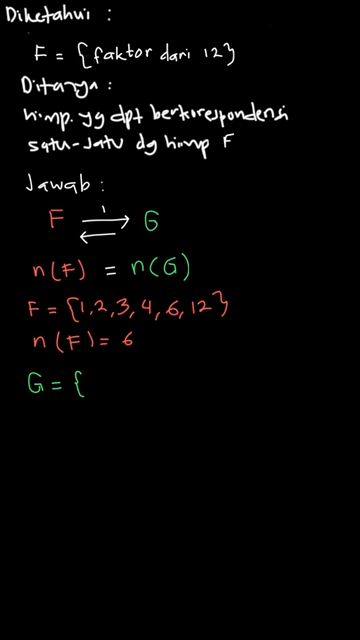 Diketahui :
F = {faktor dari 12}
Ditanya :
himp. yg dpt berkorespondensi
satu-satu dg himp F
Jawab :
F ⇄ G
n(F) = n(G)
F = {1, 2, 3, 4, 6, 12}
n(F) = 6
G = {